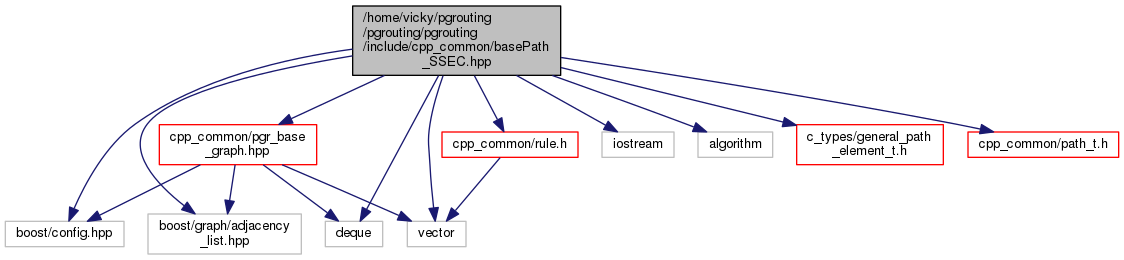 /home/vicky/pgrouting
/pgrouting/pgrouting
/include/cpp_common/basePath
_SSEC.hpp
cpp_common/pgr_base
_graph.hpp
cpp_common/rule.h
iostream
algorithm
c_types/general_path
_element_t.h
cpp_common/path_t.h
boost/config.hpp
boost/graph/adjacency
_list.hpp
deque
vector